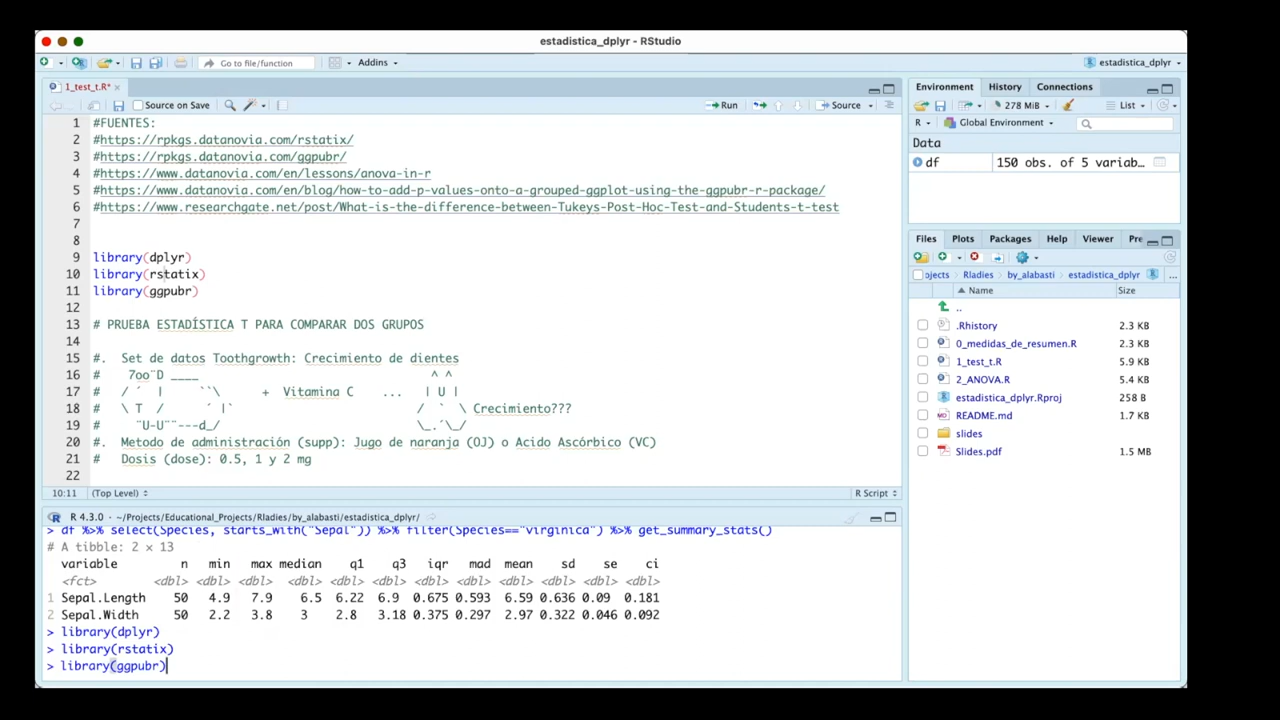 estadistica_dplyr - RStudio
Go to file/function
Addins
estadistica_dplyr
1_test_t.R*
Source on Save
Run
Source
1 #FUENTES:
2 #https://rpkgs.datanovia.com/rstatix/
3 #https://rpkgs.datanovia.com/ggpubr/
4 #https://www.datanovia.com/en/lessons/anova-in-r
5 #https://www.datanovia.com/en/blog/how-to-add-p-values-onto-a-grouped-ggplot-using-the-ggpubr-r-package/
6 #https://www.researchgate.net/post/What-is-the-difference-between-Tukeys-Post-Hoc-Test-and-Students-t-test
7
8
9 library(dplyr)
10 library(rstatix)
11 library(ggpubr)
12
13 # PRUEBA ESTADÍSTICA T PARA COMPARAR DOS GRUPOS
14
15 #. Set de datos Toothgrowth: Crecimiento de dientes
16 # 7oo¨D ____ ^ ^
17 # / ´ | ``\ + Vitamina C ... | U |
18 # \ T / ´ |` / ` \ Crecimiento???
19 # ¨U-U¨¨---d_/ \_.´\_/
20 #. Metodo de administración (supp): Jugo de naranja (OJ) o Acido Ascórbico (VC)
21 # Dosis (dose): 0.5, 1 y 2 mg
22
10:11 (Top Level) R Script
R 4.3.0 · ~/Projects/Educational_Projects/Rladies/by_alabasti/estadistica_dplyr/
> df %>% select(Species, starts_with("Sepal")) %>% filter(Species=="virginica") %>% get_summary_stats()
# A tibble: 2 × 13
variable n min max median q1 q3 iqr mad mean sd se ci
<fct> <dbl> <dbl> <dbl> <dbl> <dbl> <dbl> <dbl> <dbl> <dbl> <dbl> <dbl> <dbl>
1 Sepal.Length 50 4.9 7.9 6.5 6.22 6.9 0.675 0.593 6.59 0.636 0.09 0.181
2 Sepal.Width 50 2.2 3.8 3 2.8 3.18 0.375 0.297 2.97 0.322 0.046 0.092
> library(dplyr)
> library(rstatix)
> library(ggpubr)
Environment History Connections
278 MiB List
R Global Environment
Data
df 150 obs. of 5 variab…
Files Plots Packages Help Viewer Pre
ojects Rladies by_alabasti estadistica_dplyr ...
Name Size
..
.Rhistory 2.3 KB
0_medidas_de_resumen.R 2.3 KB
1_test_t.R 5.9 KB
2_ANOVA.R 5.4 KB
estadistica_dplyr.Rproj 258 B
README.md 1.7 KB
slides
Slides.pdf 1.5 MB